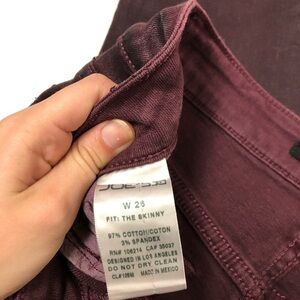 JOE'S
W 26
FIT: THE SKINNY
97% COTTON/COTON
3% SPANDEX
RN# 106214 CA# 35037
DESIGNED IN LOS ANGELES
DO NOT DRY CLEAN
MADE IN MEXICO